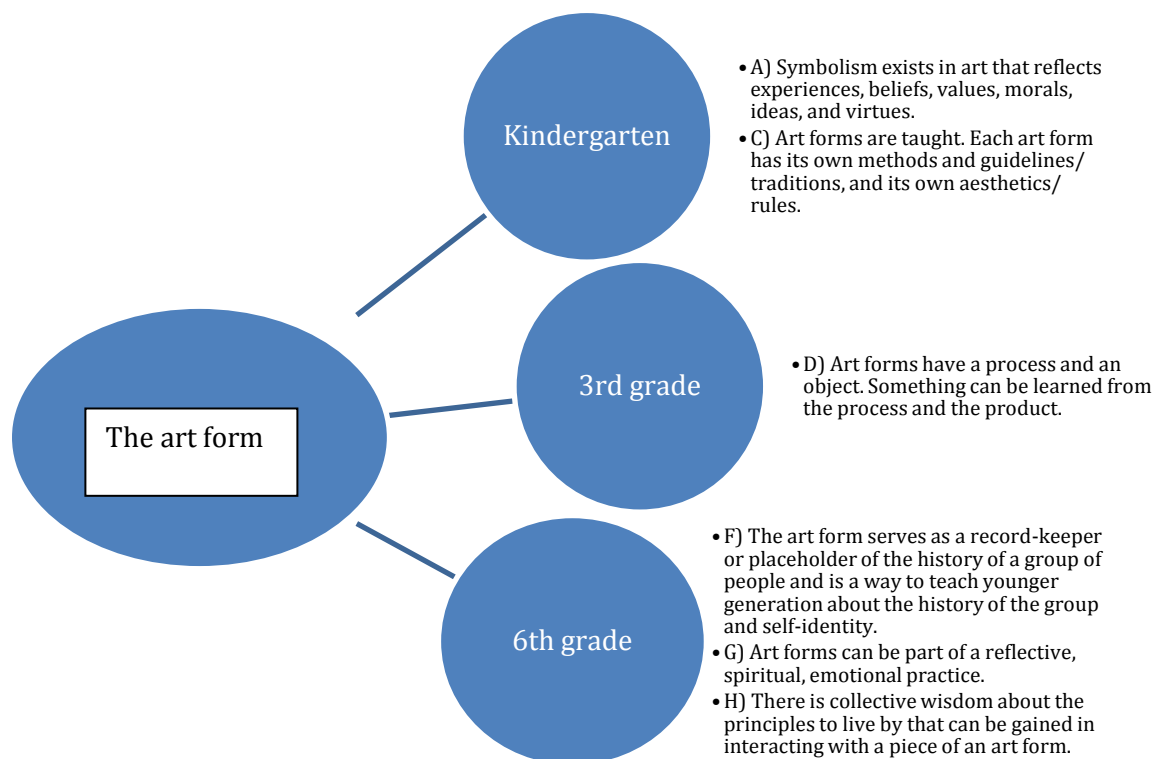 Kindergarten
• A) Symbolism exists in art that reflects
experiences, beliefs, values, morals,
ideas, and virtues.
• C) Art forms are taught. Each art form
has its own methods and guidelines/
traditions, and its own aesthetics/
rules.
The art form
3rd grade
• D) Art forms have a process and an
object. Something can be learned from
the process and the product.
6th grade
• F) The art form serves as a record-keeper
or placeholder of the history of a group of
people and is a way to teach younger
generation about the history of the group
and self-identity.
• G) Art forms can be part of a reflective,
spiritual, emotional practice.
• H) There is collective wisdom about the
principles to live by that can be gained in
interacting with a piece of an art form.